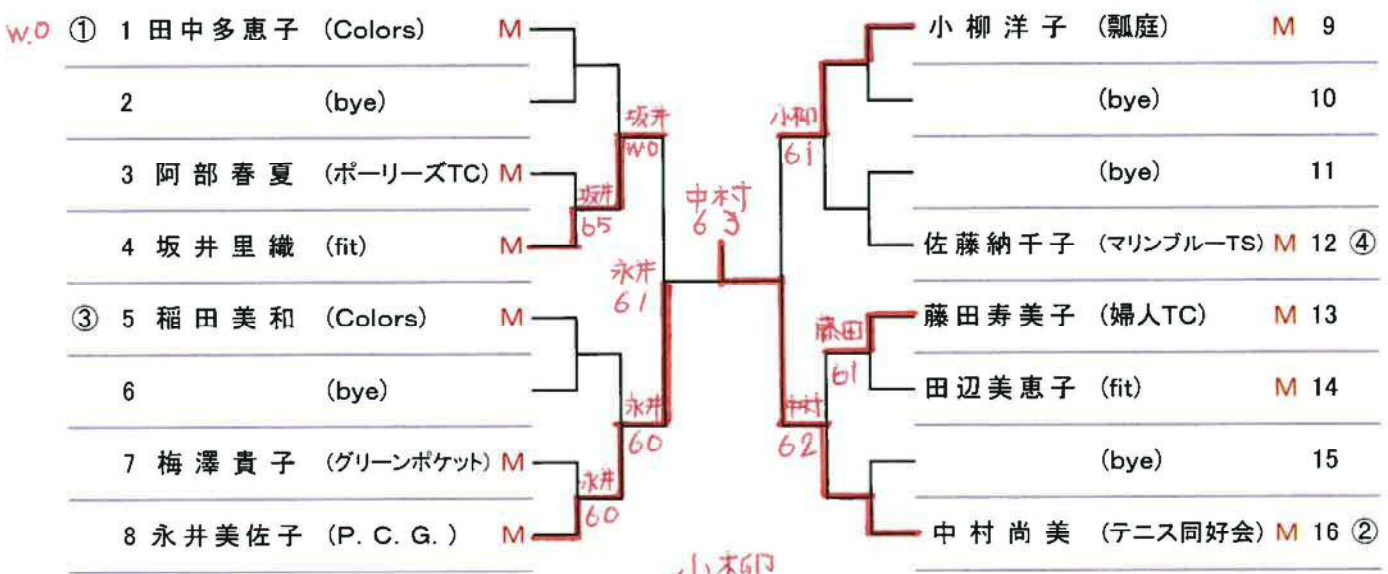 W.O ① 1 田中多恵子 (Colors) M
2 (bye)
3 阿部春夏 (ポーリーズTC) M
4 坂井里織 (fit) M
③ 5 稲田美和 (Colors) M
6 (bye)
7 梅澤貴子 (グリーンポケット) M
8 永井美佐子 (P. C. G. ) M
坂井
65
坂井
WO
永井
60
永井
60
永井
61
中村
63
小柳
61
藤田
61
中村
62
小柳洋子 (瓢庭) M 9
(bye) 10
(bye) 11
佐藤納千子 (マリンブルーTS) M 12 ④
藤田寿美子 (婦人TC) M 13
田辺美恵子 (fit) M 14
(bye) 15
中村尚美 (テニス同好会) M 16 ②
小柳